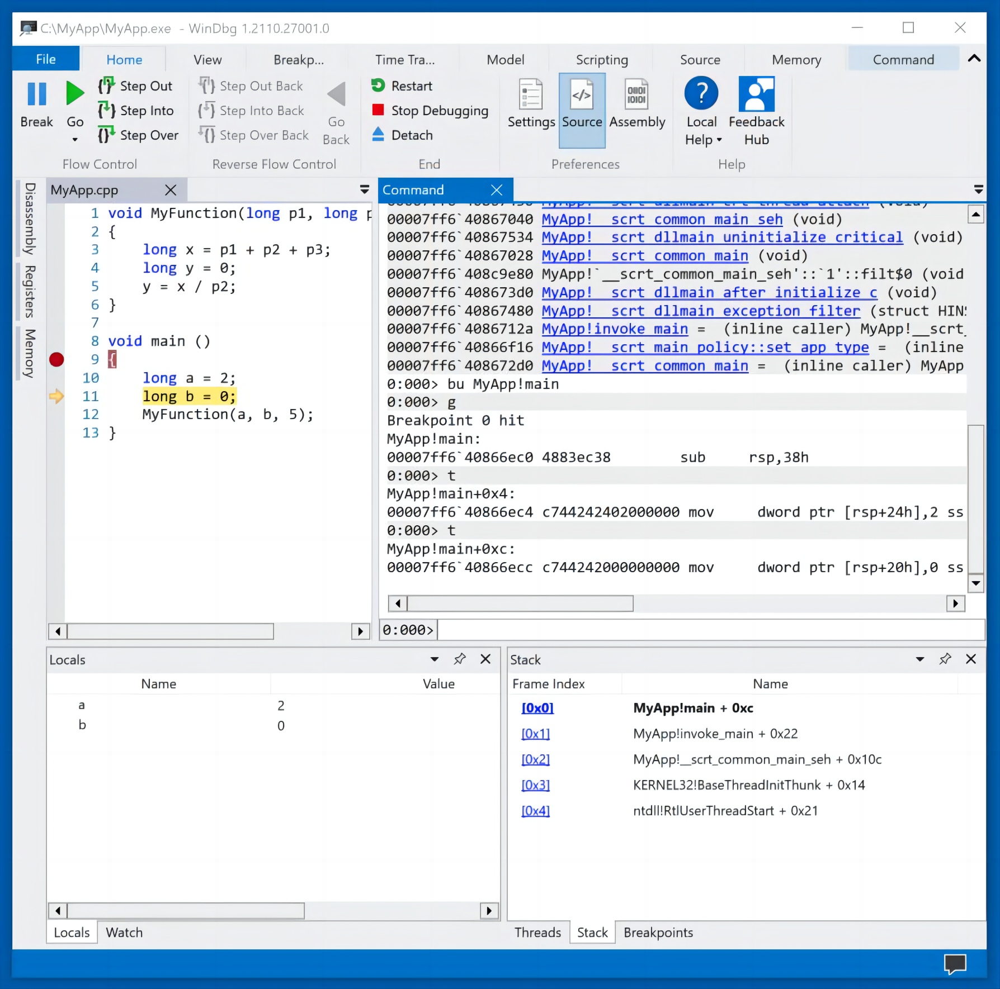 C:\MyApp\MyApp.exe - WinDbg 1.2110.27001.0
File Home View Breakp... Time Tra... Model Scripting Source Memory Command
Break
Go
Step Out
Step Into
Step Over
Flow Control
Step Out Back
Step Into Back
Step Over Back
Go Back
Reverse Flow Control
Restart
Stop Debugging
Detach
End
Settings
Source
Assembly
Preferences
Local Help
Feedback Hub
Help
Disassembly
Registers
Memory
MyApp.cpp
1 void MyFunction(long p1, long p
2 {
3 long x = p1 + p2 + p3;
4 long y = 0;
5 y = x / p2;
6 }
7
8 void main ()
9 {
10 long a = 2;
11 long b = 0;
12 MyFunction(a, b, 5);
13 }
Command
00007ff6`40867040 MyApp!__scrt_common_main_seh (void)
00007ff6`40867534 MyApp!__scrt_dllmain_uninitialize_critical (void)
00007ff6`40867028 MyApp!__scrt_common_main (void)
00007ff6`408c9e80 MyApp!`__scrt_common_main_seh'::`1'::filt$0 (void
00007ff6`408673d0 MyApp!__scrt_dllmain_after_initialize_c (void)
00007ff6`40867480 MyApp!__scrt_dllmain_exception_filter (struct HIN
00007ff6`4086712a MyApp!invoke_main = (inline caller) MyApp!__scrt_
00007ff6`40866f16 MyApp!__scrt_main_policy::set_app_type = (inline
00007ff6`408672d0 MyApp!__scrt_common_main = (inline caller) MyApp
0:000> bu MyApp!main
0:000> g
Breakpoint 0 hit
MyApp!main:
00007ff6`40866ec0 4883ec38 sub rsp,38h
0:000> t
MyApp!main+0x4:
00007ff6`40866ec4 c744242402000000 mov dword ptr [rsp+24h],2 ss
0:000> t
MyApp!main+0xc:
00007ff6`40866ecc c744242000000000 mov dword ptr [rsp+20h],0 ss
0:000>
Locals
Name Value
a 2
b 0
Locals Watch
Stack
Frame Index Name
[0x0] MyApp!main + 0xc
[0x1] MyApp!invoke_main + 0x22
[0x2] MyApp!__scrt_common_main_seh + 0x10c
[0x3] KERNEL32!BaseThreadInitThunk + 0x14
[0x4] ntdll!RtlUserThreadStart + 0x21
Threads Stack Breakpoints